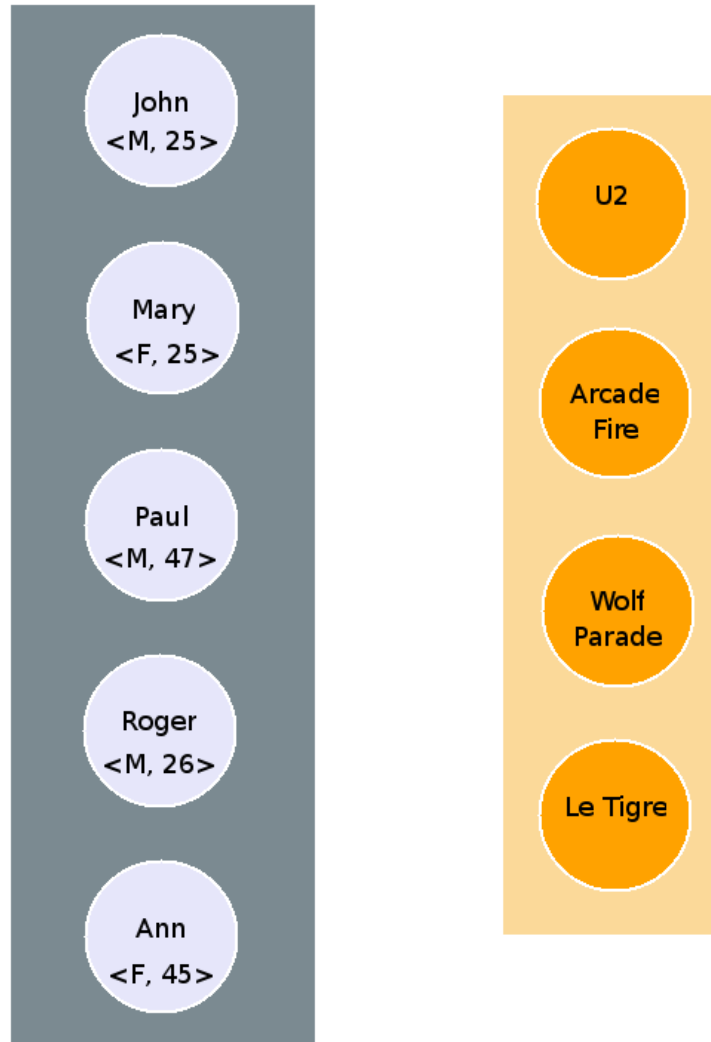 John
<M, 25>
Mary
<F, 25>
Paul
<M, 47>
Roger
<M, 26>
Ann
<F, 45>
U2
Arcade
Fire
Wolf
Parade
Le Tigre